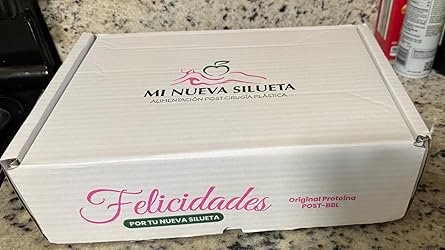 MI NUEVA SILUETA
ALIMENTACIÓN POST CIRUGÍA PLÁSTICA
Felicidades
POR TU NUEVA SILUETA
Original Proteína
POST-BBL